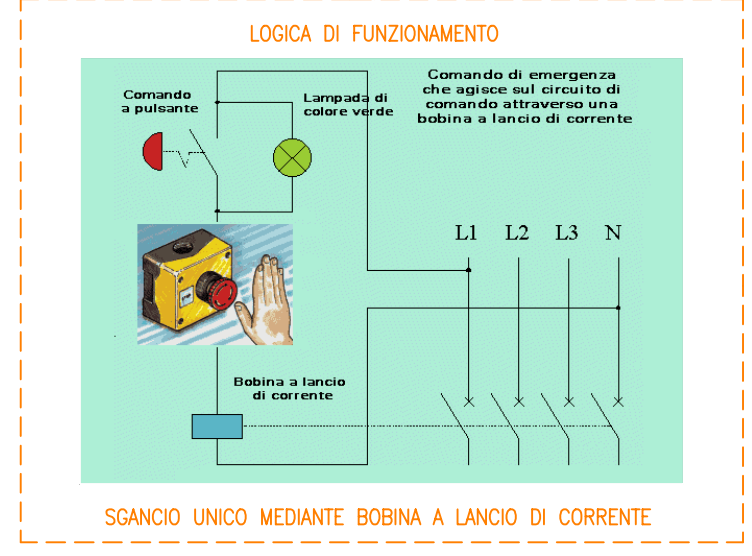 LOGICA DI FUNZIONAMENTO
Comando
a pulsante
Lampada di
colore verde
Comando di emergenza
che agisce sul circuito di
comando attraverso una
bobina a lancio di corrente
L1 L2 L3 N
Bobina a lancio
di corrente
SGANCIO UNICO MEDIANTE BOBINA A LANCIO DI CORRENTE